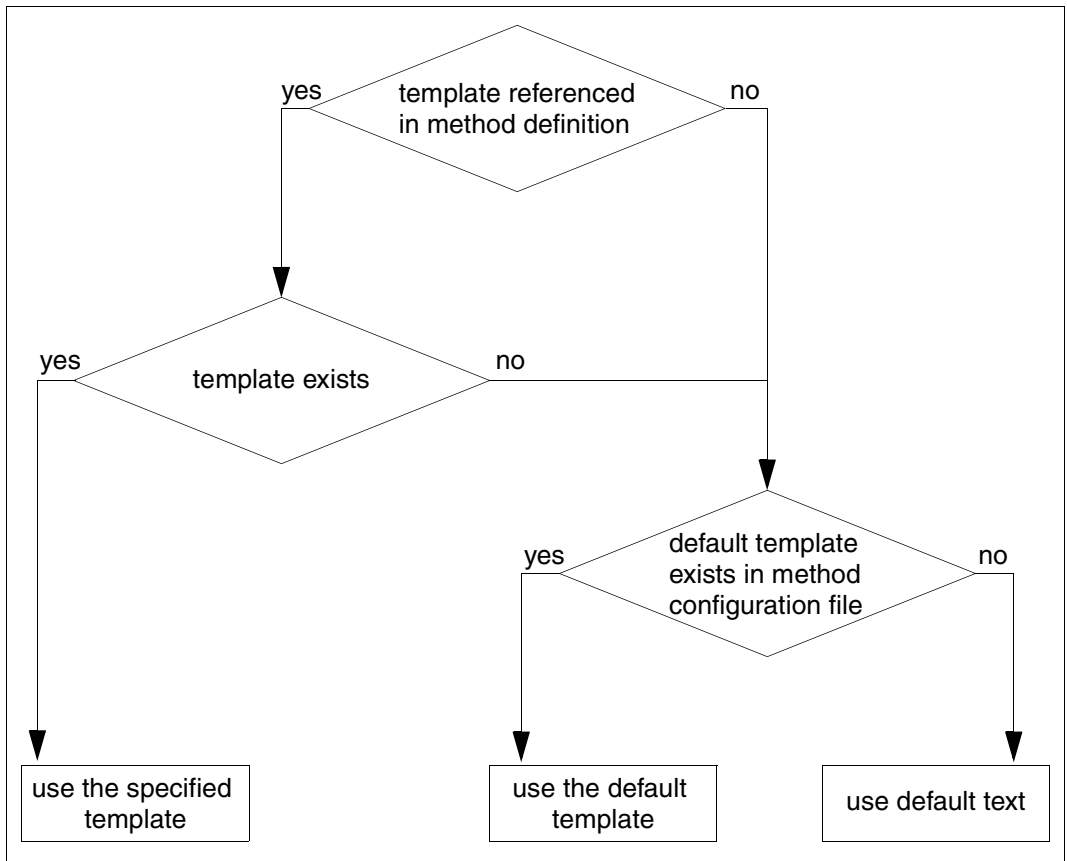 yes
template referenced
in method definition
no
yes
template exists
no
yes
default template
exists in method
configuration file
no
use the specified
template
use the default
template
use default text